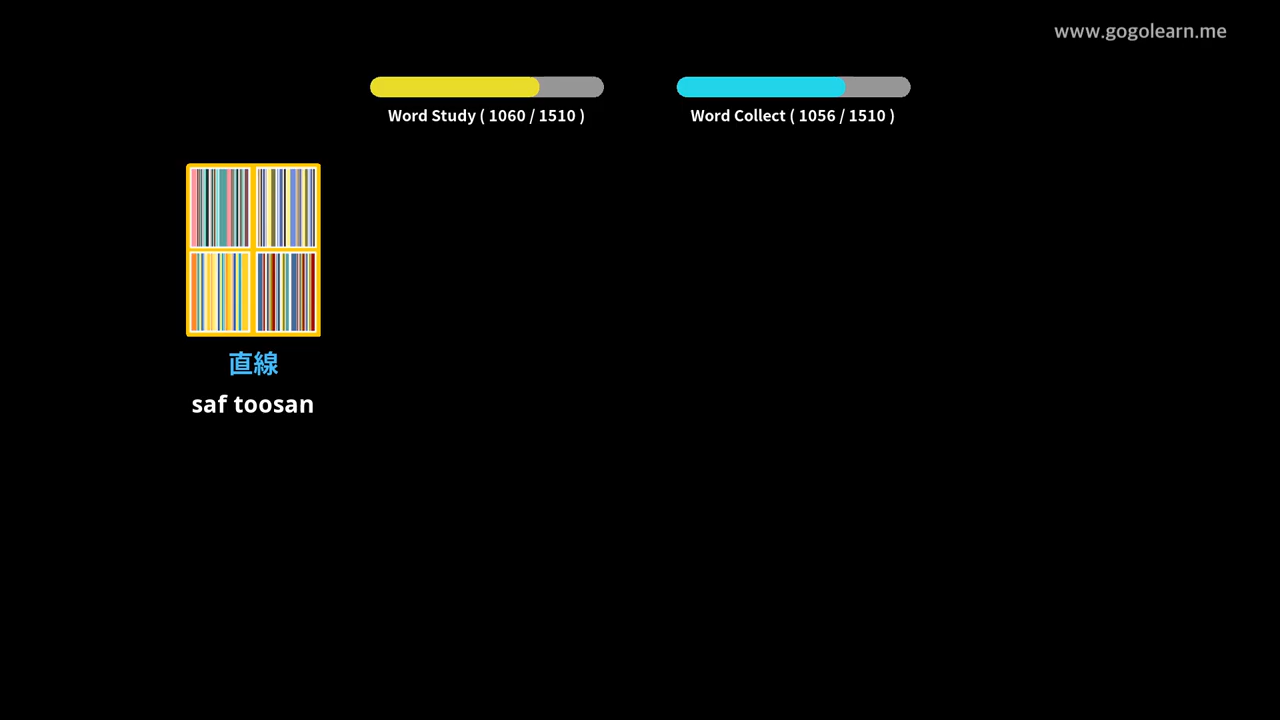 www.gogolearn.me
Word Study ( 1060 / 1510 )
Word Collect ( 1056 / 1510 )
直線
saf toosan